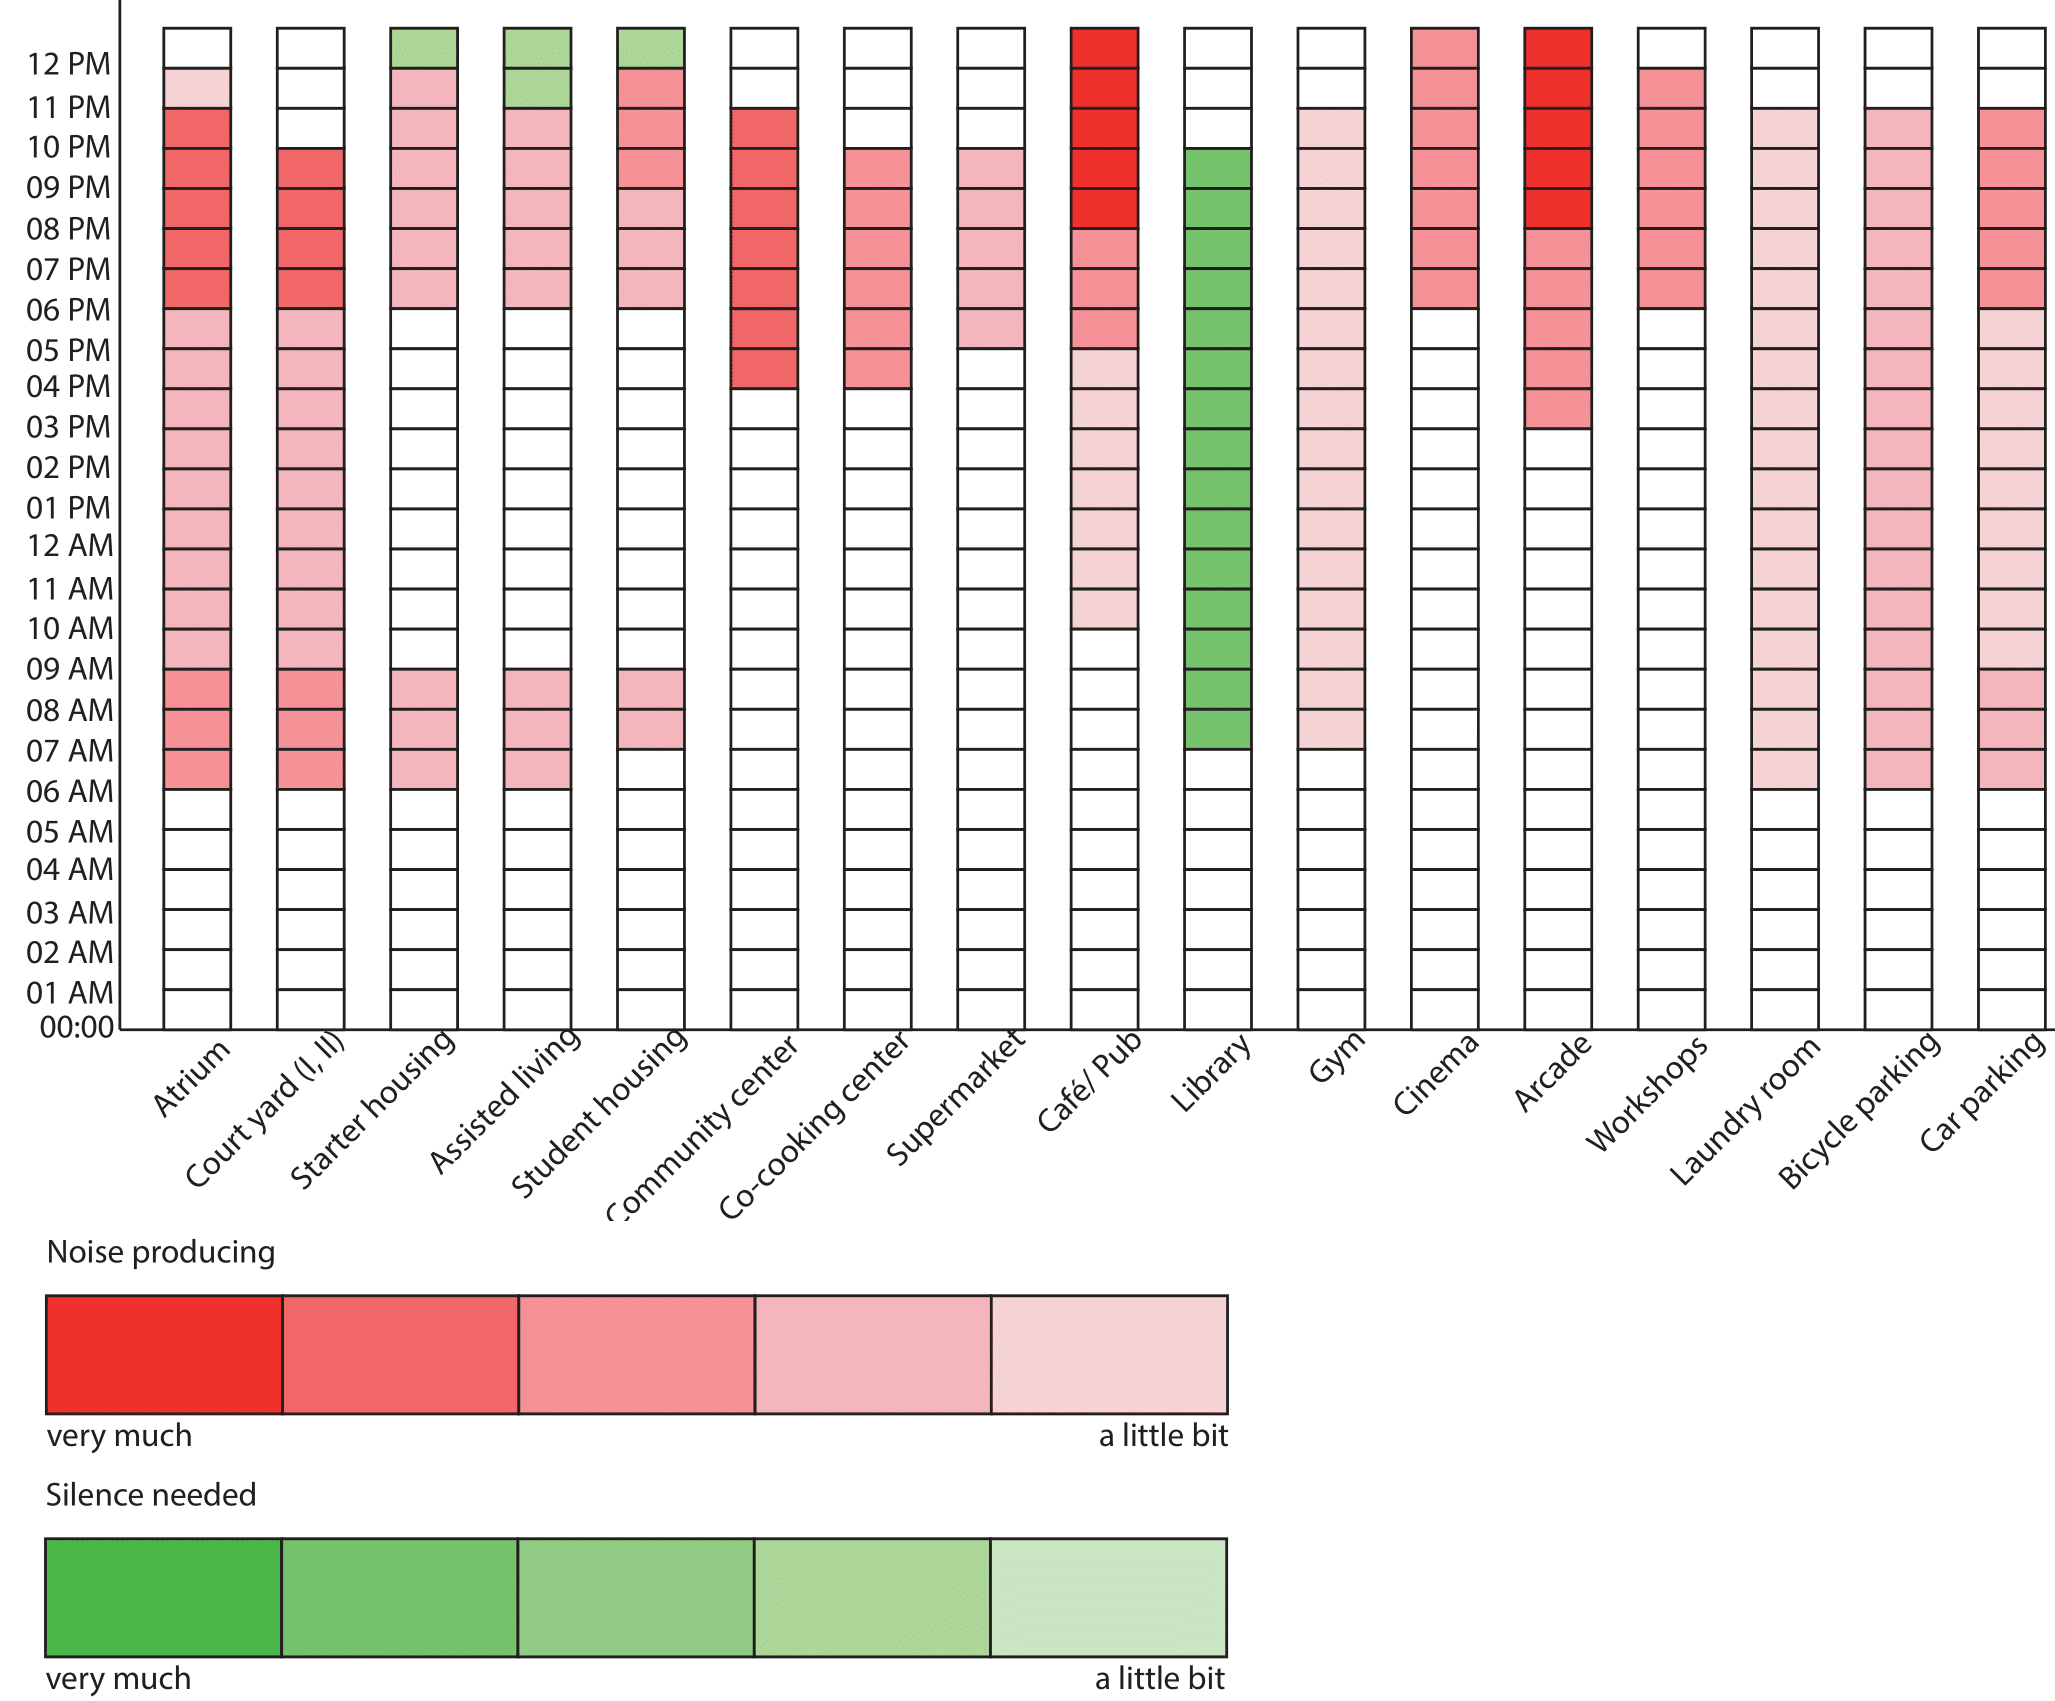 12 PM
11 PM
10 PM
09 PM
08 PM
07 PM
06 PM
05 PM
04 PM
03 PM
02 PM
01 PM
12 AM
11 AM
10 AM
09 AM
08 AM
07 AM
06 AM
05 AM
04 AM
03 AM
02 AM
01 AM
00:00
Atrium
Court yard (I, II)
Starter housing
Assisted living
Student housing
Community center
Co-cooking center
Supermarket
Café/ Pub
Library
Gym
Cinema
Arcade
Workshops
Laundry room
Bicycle parking
Car parking
Noise producing
very much
a little bit
Silence needed
very much
a little bit